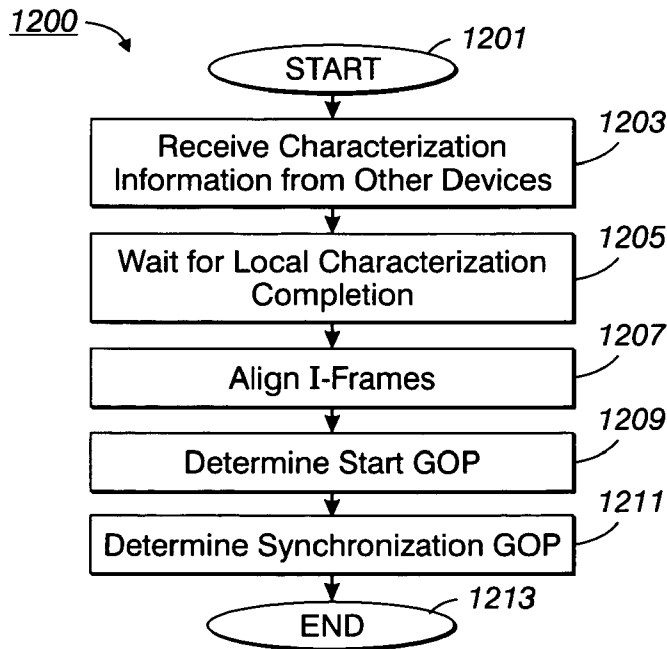 1200
1201
START
1203
Receive Characterization
Information from Other Devices
1205
Wait for Local Characterization
Completion
1207
Align I-Frames
1209
Determine Start GOP
1211
Determine Synchronization GOP
END
1213